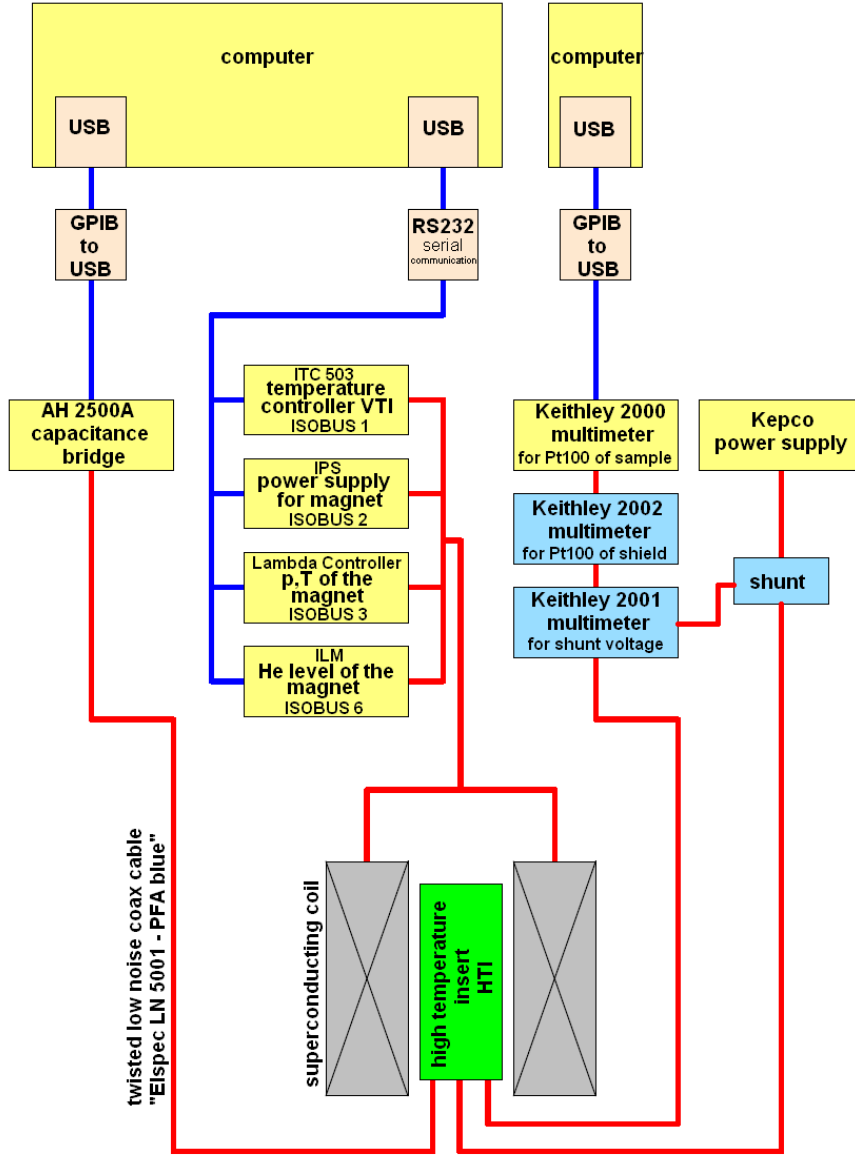 computer
USB
USB
computer
USB
GPIB
to
USB
RS232
serial
communication
GPIB
to
USB
AH 2500A
capacitance
bridge
ITC 503
temperature
controller VTI
ISOBUS 1
IPS
power supply
for magnet
ISOBUS 2
Lambda Controller
p,T of the
magnet
ISOBUS 3
ILM
He level of the
magnet
ISOBUS 6
Keithley 2000
multimeter
for Pt100 of sample
Keithley 2002
multimeter
for Pt100 of shield
Keithley 2001
multimeter
for shunt voltage
Kepco
power supply
shunt
twisted low noise coax cable
"Elspec LN 5001 - PFA blue"
superconducting coil
high temperature
insert
HTI